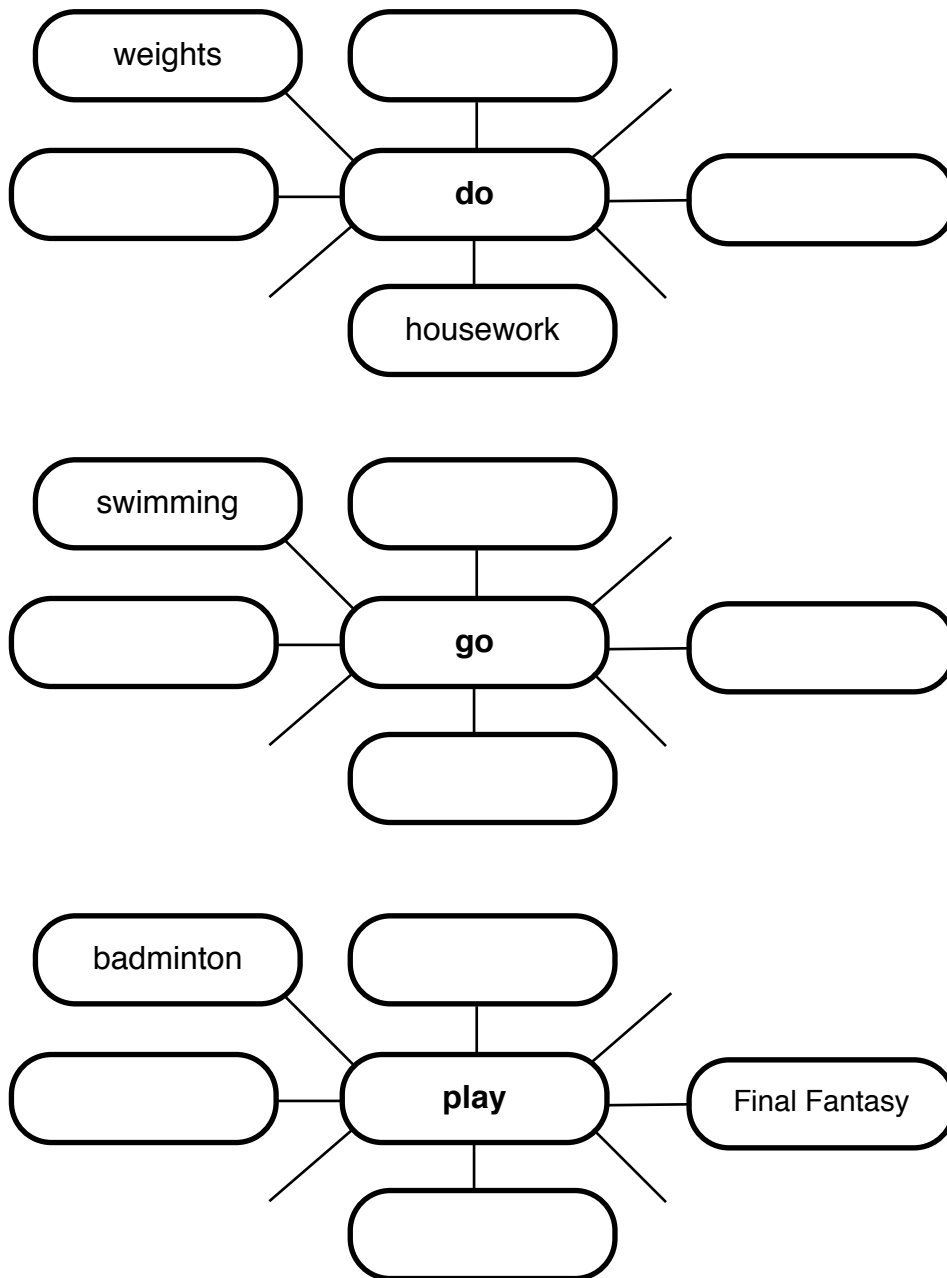 weights
do
housework
swimming
go
badminton
play
Final Fantasy